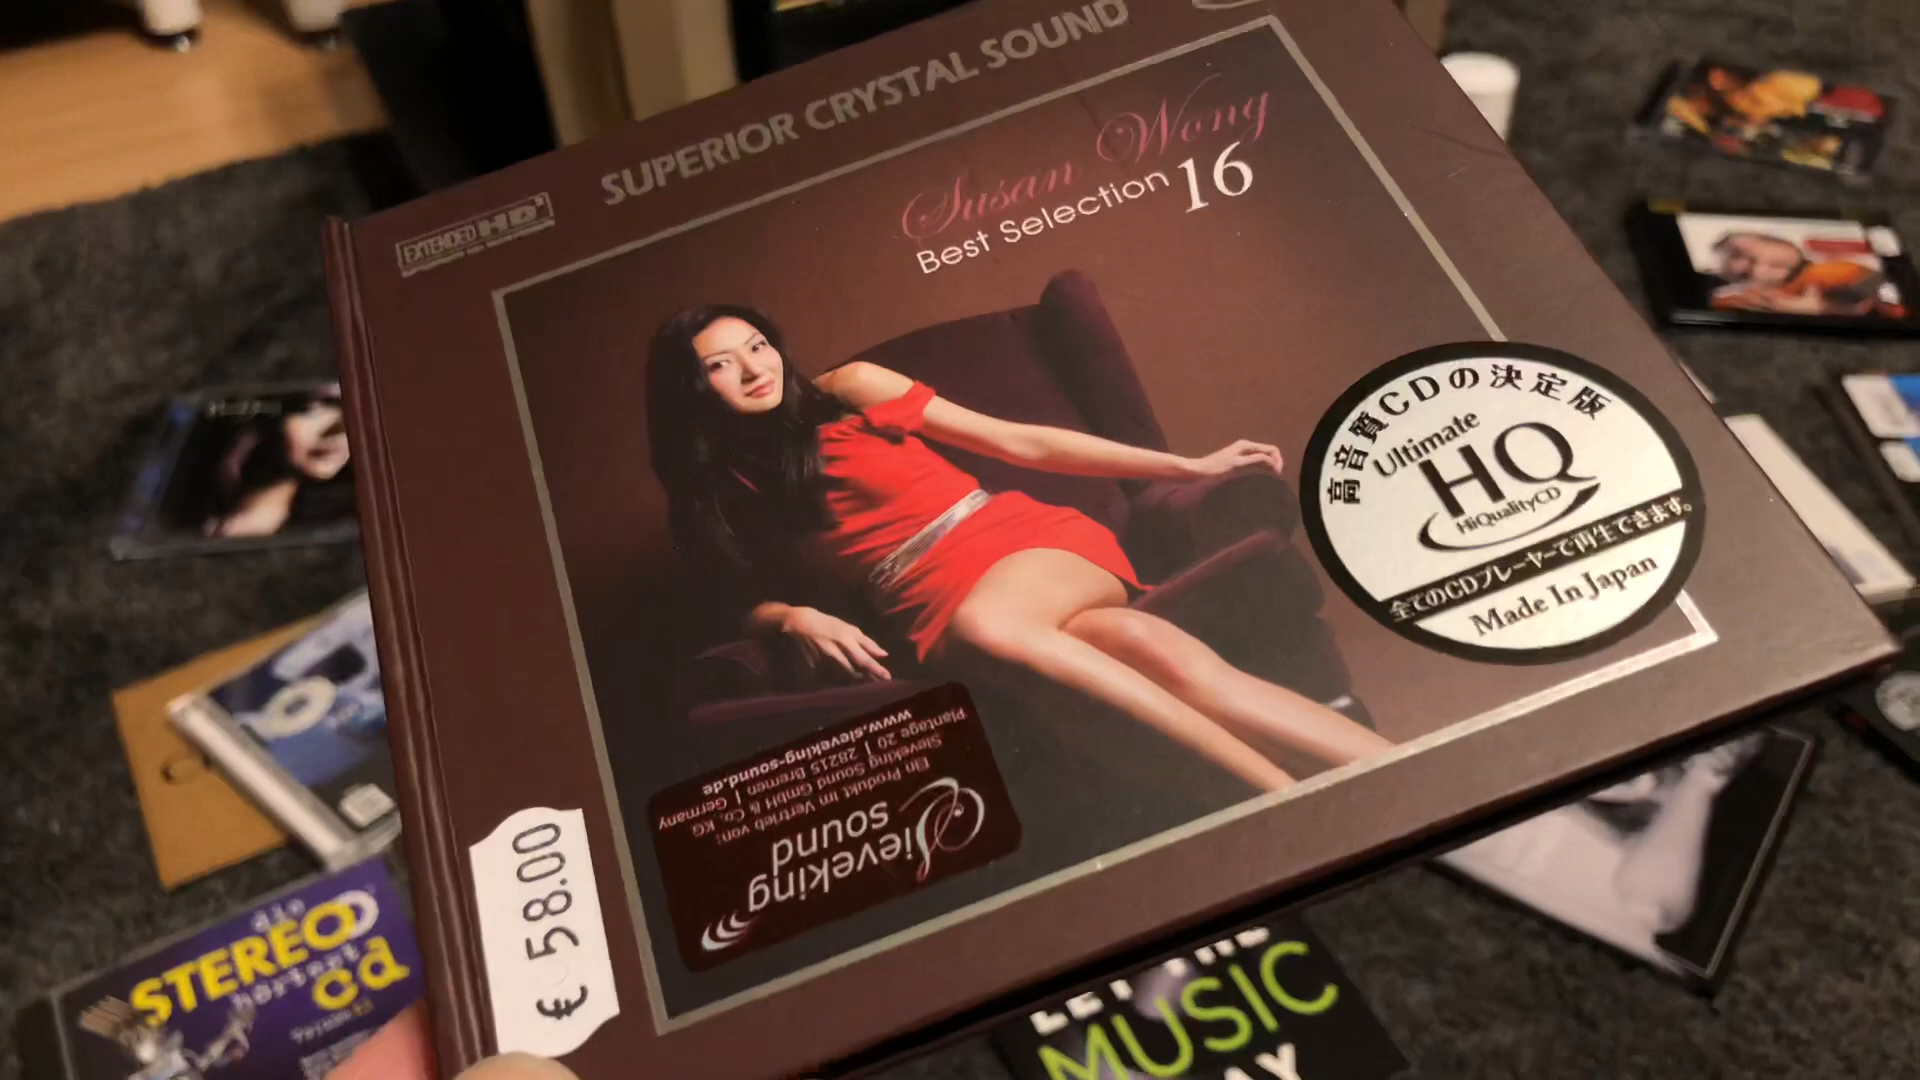 SUPERIOR CRYSTAL SOUND
EXTENDED HD²
Susan Wong
Best Selection 16
高音質CDの決定版
Ultimate
HQ
HiQualityCD
全てのCDプレーヤーで再生できます。
Made In Japan
Sieveking
sound
Ein Produkt im Vertrieb von:
Sieveking Sound GmbH & Co. KG
Plantage 20 | 28215 Bremen | Germany
www.sieveking-sound.de
€ 58.00
die
STEREO
hörtest
cd
LET THE
MUSIC